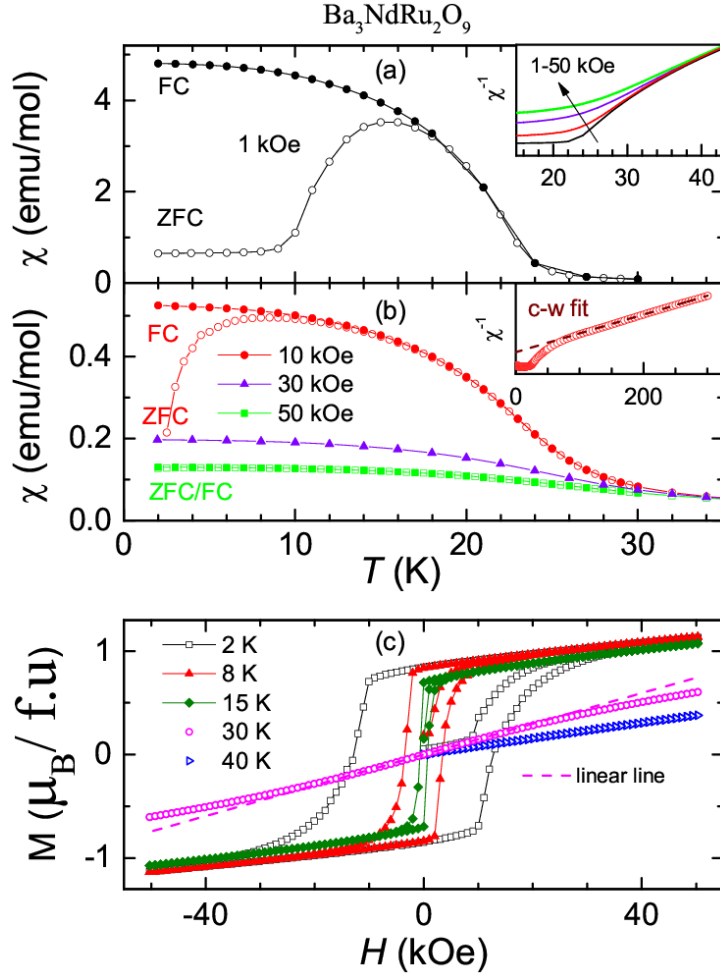 Ba₃NdRu₂O₉
(a)
FC
1 kOe
ZFC
χ (emu/mol)
4
2
0
χ⁻¹
1-50 kOe
20
30
40
(b)
FC
ZFC
10 kOe
30 kOe
50 kOe
ZFC/FC
χ (emu/mol)
0.4
0.2
0.0
χ⁻¹
c-w fit
0
200
0
10
20
30
T (K)
(c)
2 K
8 K
15 K
30 K
40 K
linear line
M (μB/ f.u)
1
0
-1
-40
0
40
H (kOe)